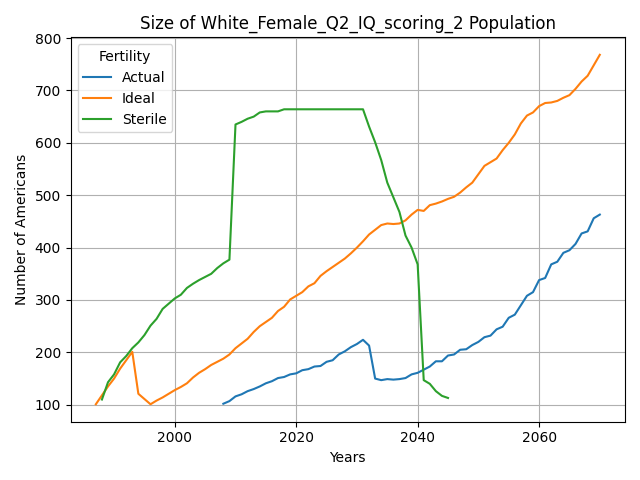 Size of White_Female_Q2_IQ_scoring_2 Population
Number of Americans
800
700
600
500
400
300
200
100
Fertility
Actual
Ideal
Sterile
2000
2020
2040
2060
Years